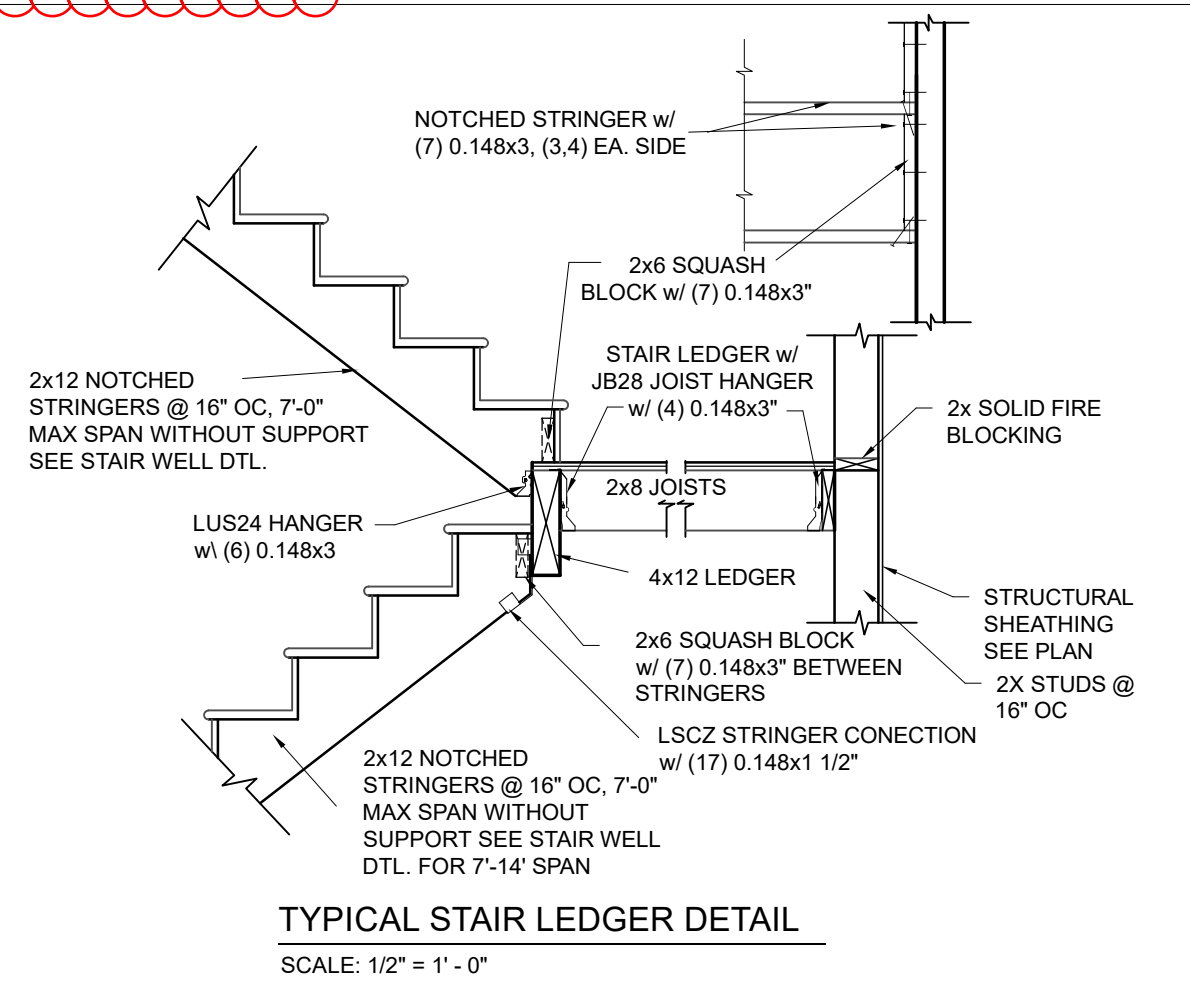 NOTCHED STRINGER w/
(7) 0.148x3, (3,4) EA. SIDE
2x6 SQUASH
BLOCK w/ (7) 0.148x3"
STAIR LEDGER w/
JB28 JOIST HANGER
w/ (4) 0.148x3"
2x12 NOTCHED
STRINGERS @ 16" OC, 7'-0"
MAX SPAN WITHOUT SUPPORT
SEE STAIR WELL DTL.
2x SOLID FIRE
BLOCKING
2x8 JOISTS
LUS24 HANGER
w\ (6) 0.148x3
4x12 LEDGER
STRUCTURAL
SHEATHING
SEE PLAN
2x6 SQUASH BLOCK
w/ (7) 0.148x3" BETWEEN
STRINGERS
2X STUDS @
16" OC
LSCZ STRINGER CONECTION
w/ (17) 0.148x1 1/2"
2x12 NOTCHED
STRINGERS @ 16" OC, 7'-0"
MAX SPAN WITHOUT
SUPPORT SEE STAIR WELL
DTL. FOR 7'-14' SPAN
TYPICAL STAIR LEDGER DETAIL
SCALE: 1/2" = 1' - 0"